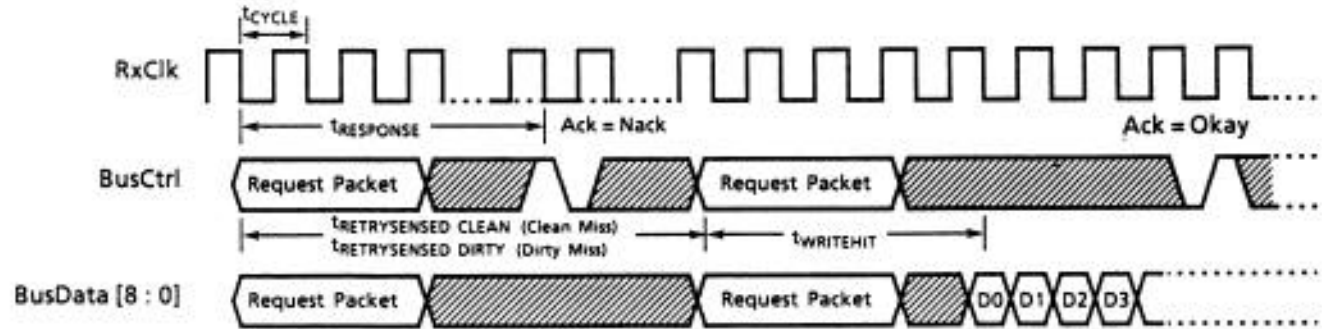 tCYCLE
RxClk
tRESPONSE Ack = Nack Ack = Okay
BusCtrl Request Packet Request Packet
tRETRYSENSED CLEAN (Clean Miss)
tRETRYSENSED DIRTY (Dirty Miss) tWRITEHIT
BusData [8 : 0] Request Packet Request Packet D0 D1 D2 D3